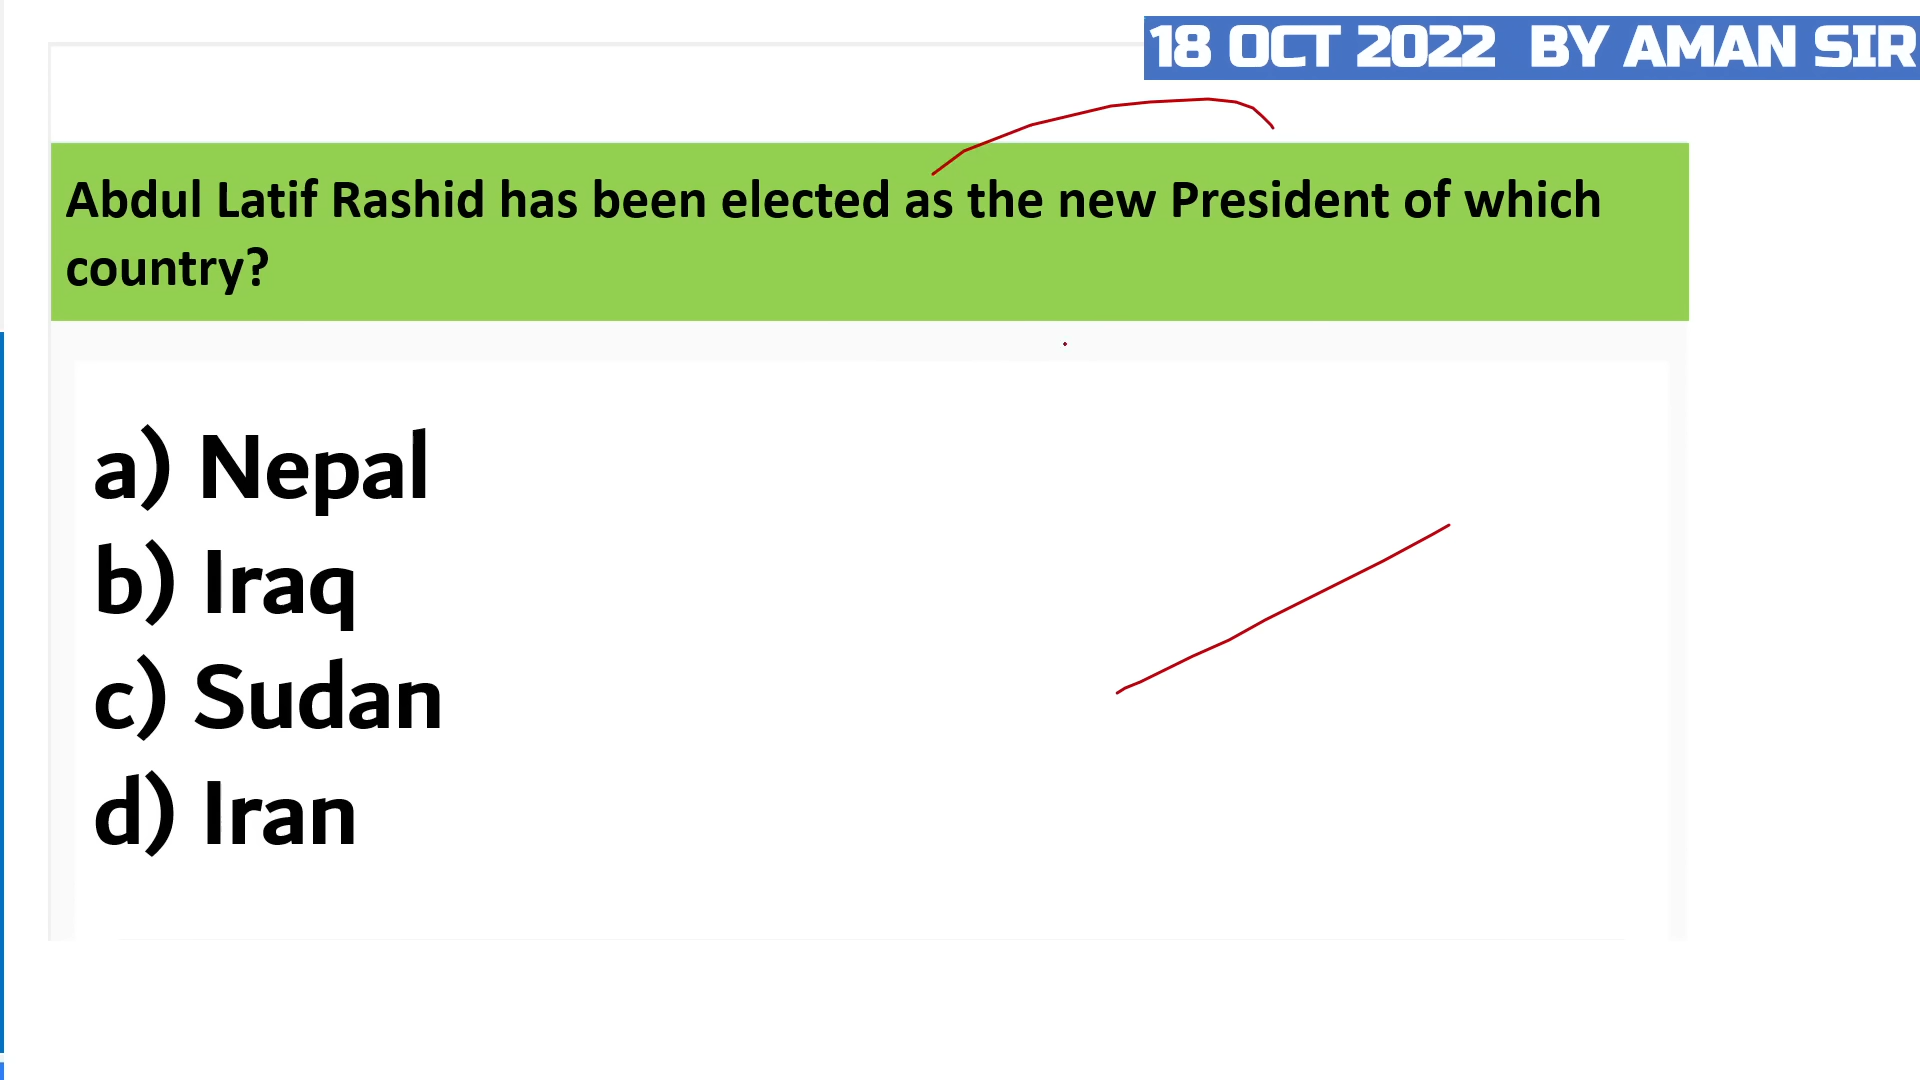 18 OCT 2022 BY AMAN SIR
Abdul Latif Rashid has been elected as the new President of which
country?
a) Nepal
b) Iraq
c) Sudan
d) Iran